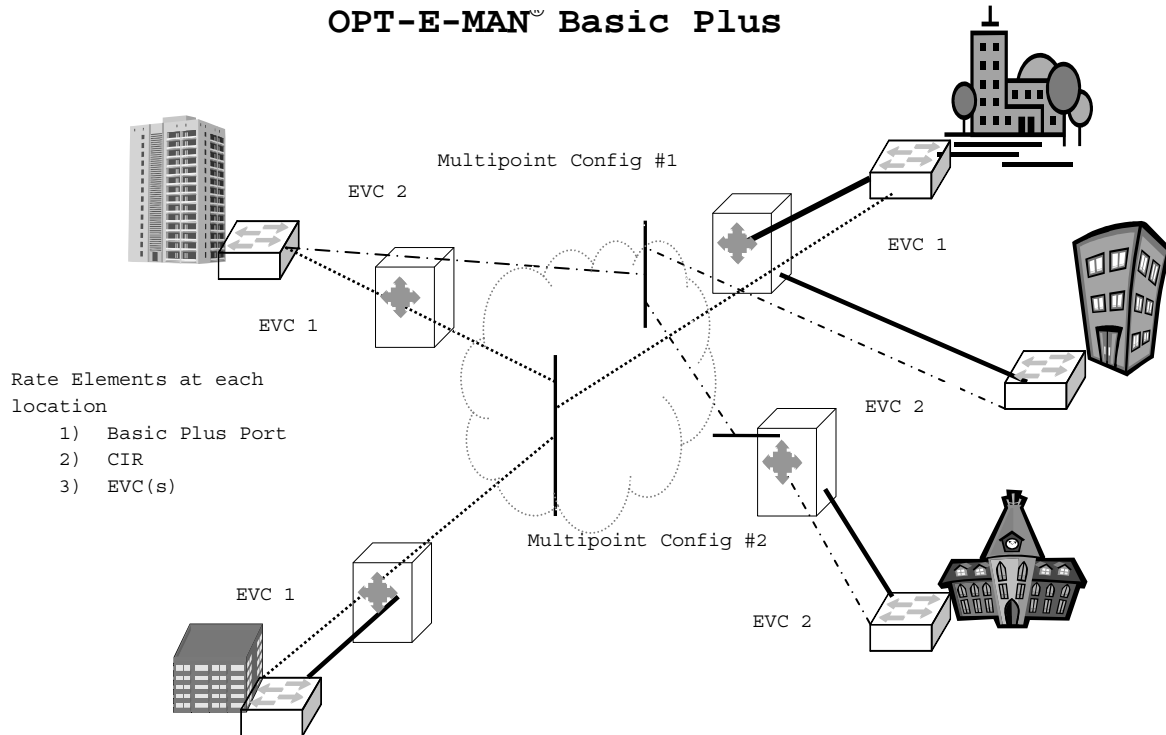 OPT-E-MAN® Basic Plus
Multipoint Config #1
EVC 2
EVC 1
EVC 1
Rate Elements at each
location
1) Basic Plus Port
2) CIR
3) EVC(s)
EVC 2
Multipoint Config #2
EVC 1
EVC 2